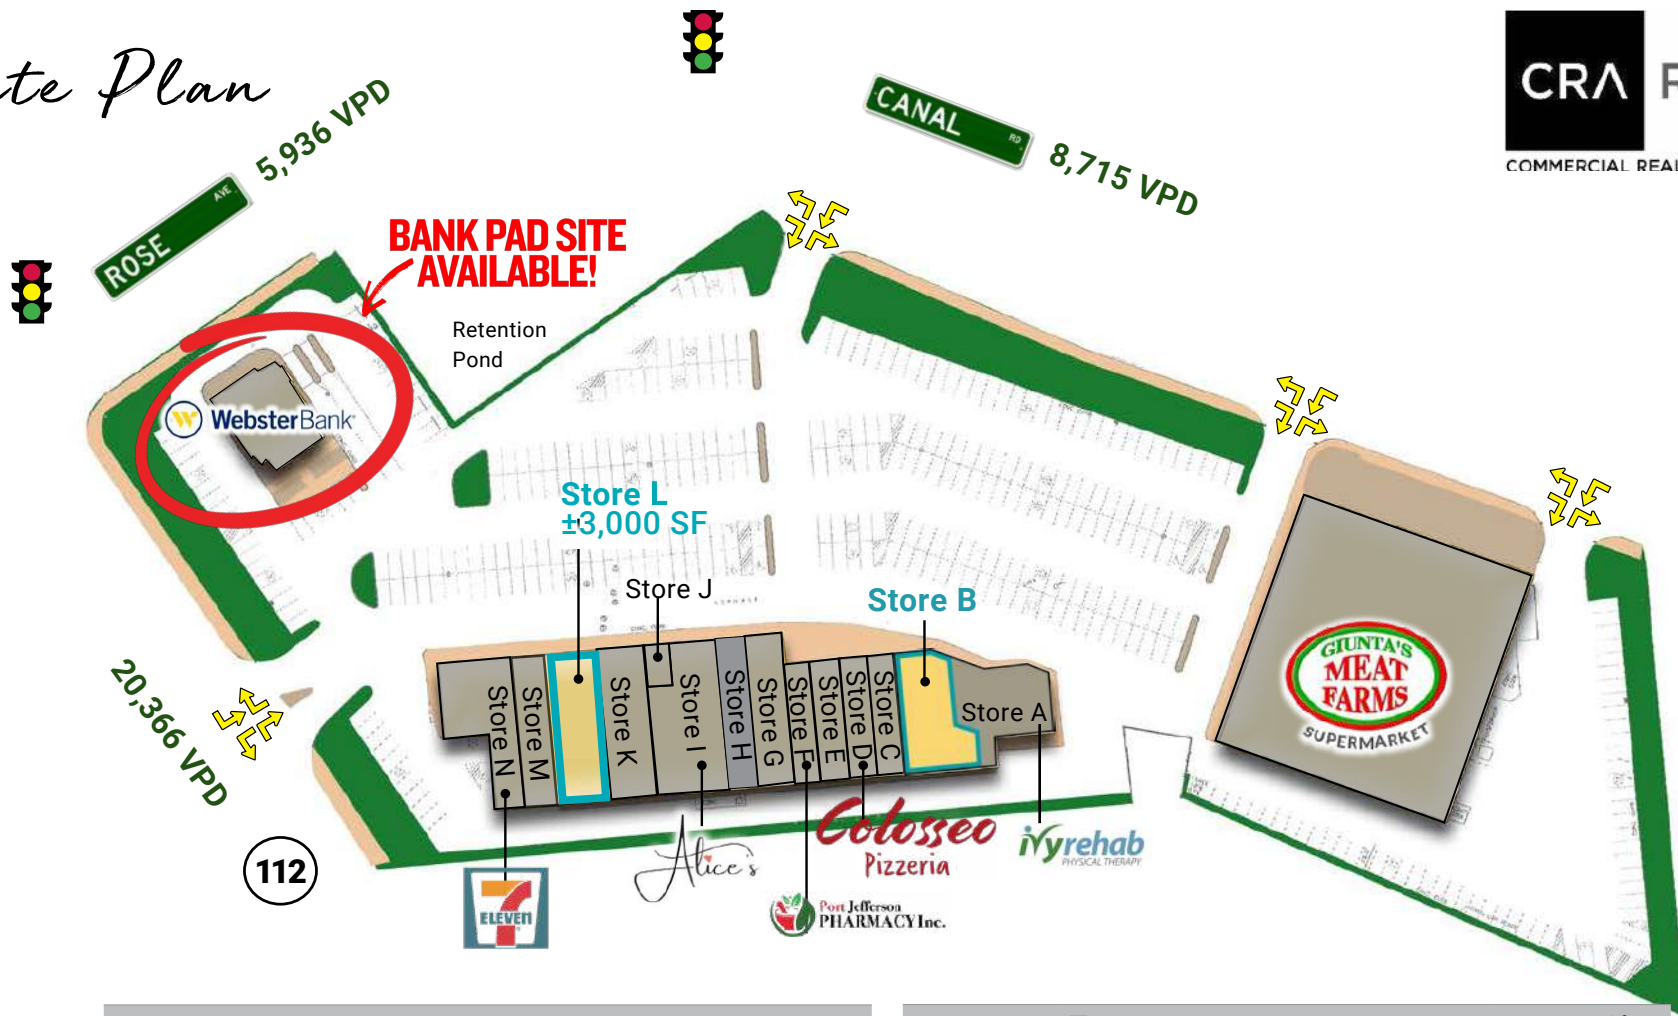 te Plan
CRA R
COMMERCIAL REAL
ROSE AVE
5,936 VPD
CANAL RD
8,715 VPD
BANK PAD SITE
AVAILABLE!
Retention
Pond
WebsterBank
Store L
±3,000 SF
Store J
Store B
20,366 VPD
Store N
Store M
Store K
Store I
Store H
Store G
Store F
Store E
Store D
Store C
Store A
GIUNTA'S
MEAT
FARMS
SUPERMARKET
112
7
ELEVEN
Alice's
Colosseo
Pizzeria
Port Jefferson
PHARMACY Inc.
ivyrehab
PHYSICAL THERAPY